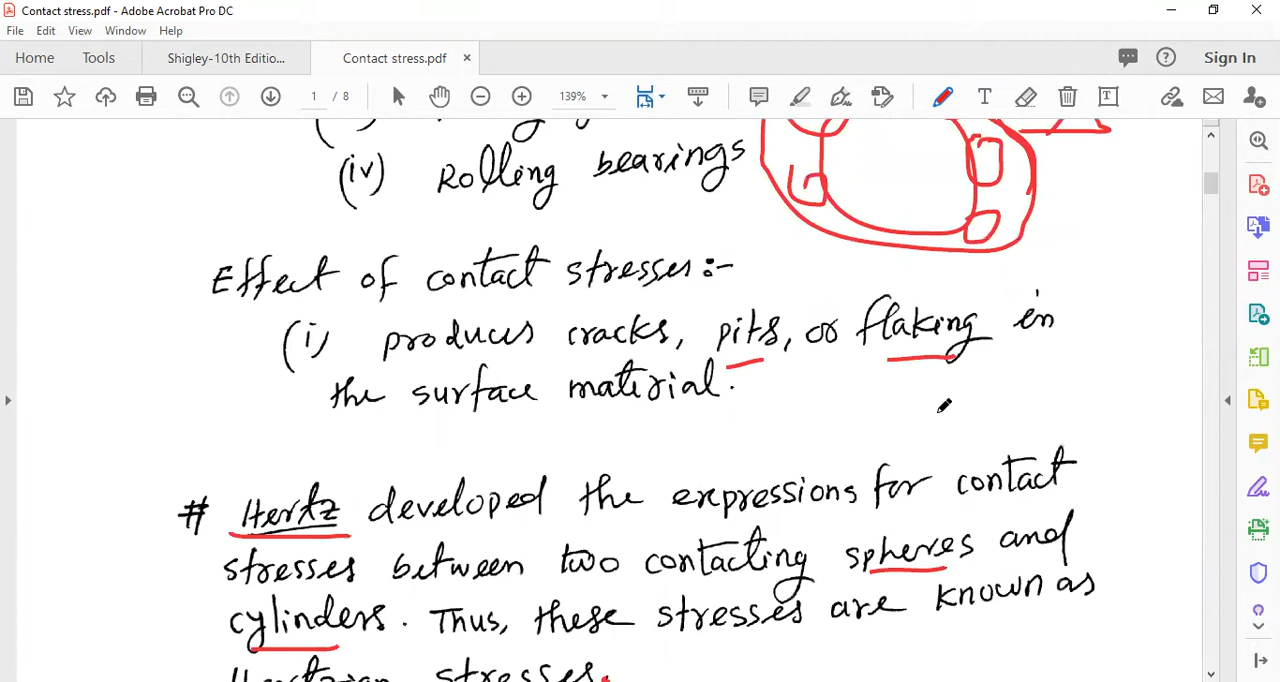 Contact stress.pdf - Adobe Acrobat Pro DC
File Edit View Window Help
Home Tools Shigley-10th Editio... Contact stress.pdf ×
1 / 8 139%
Sign In
(iv) Rolling bearings
Effect of contact stresses:-
(i) produces cracks, pits, or flaking in
the surface material.
# Hertz developed the expressions for contact
stresses between two contacting spheres and
cylinders. Thus, these stresses are known as
stresses.